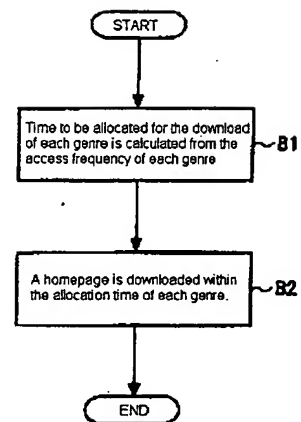 START
Time to be allocated for the download
of each genre is calculated from the
access frequency of each genre
B1
A homepage is downloaded within
the allocation time of each genre.
B2
END